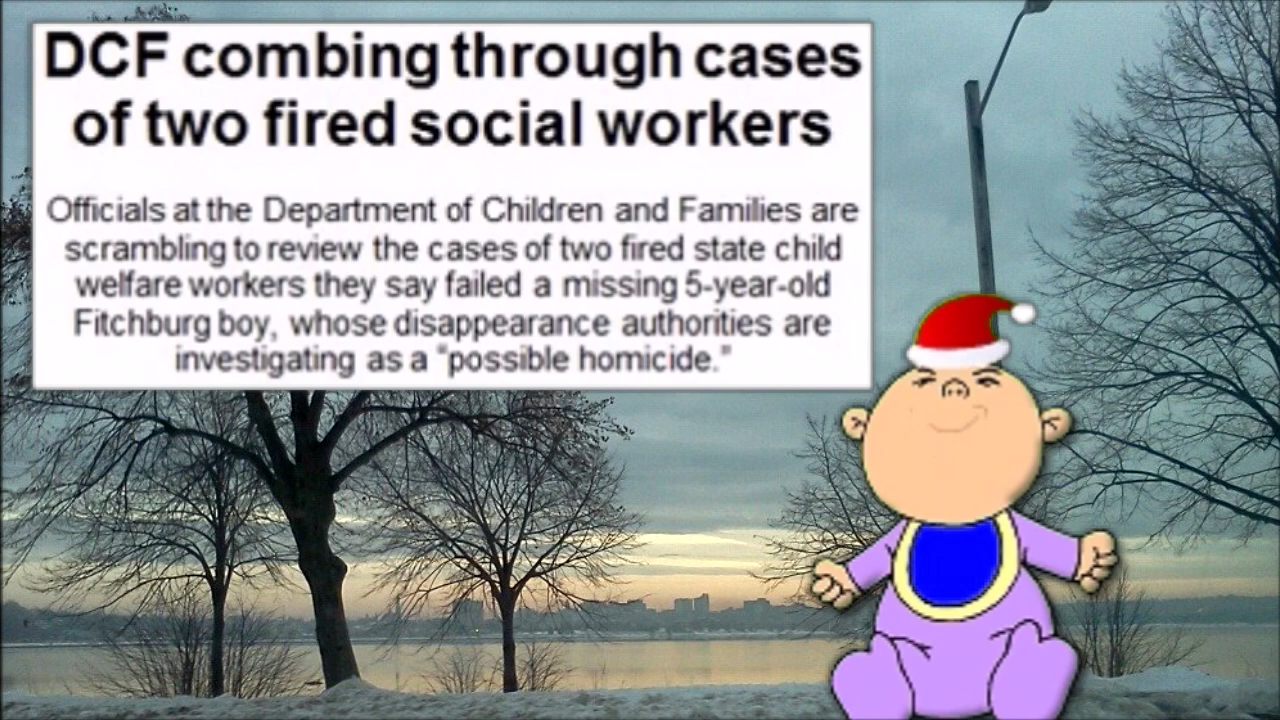 DCF combing through cases
of two fired social workers
Officials at the Department of Children and Families are
scrambling to review the cases of two fired state child
welfare workers they say failed a missing 5-year-old
Fitchburg boy, whose disappearance authorities are
investigating as a "possible homicide."